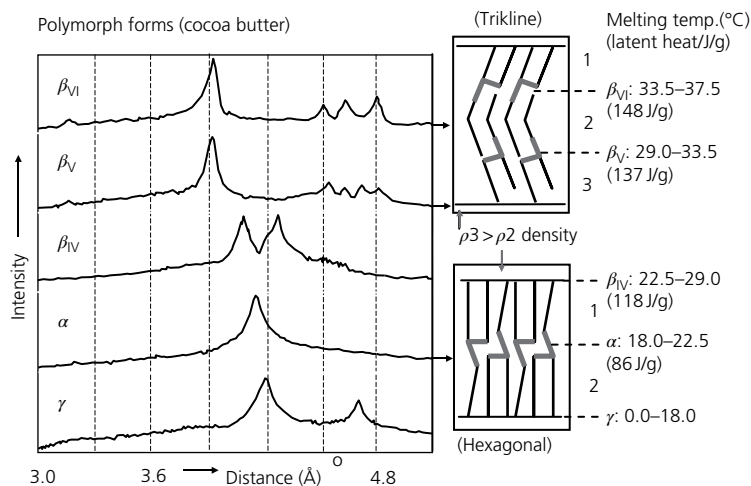 Polymorph forms (cocoa butter)
(Trikline)
Melting temp.(°C)
(latent heat/J/g)
βVI
βV
βIV
α
γ
Intensity
3.0
3.6
Distance (Å)
o
4.8
1
2
3
βVI: 33.5–37.5
(148 J/g)
βV: 29.0–33.5
(137 J/g)
ρ3>ρ2 density
1
2
βIV: 22.5–29.0
(118 J/g)
α: 18.0–22.5
(86 J/g)
γ: 0.0–18.0
(Hexagonal)